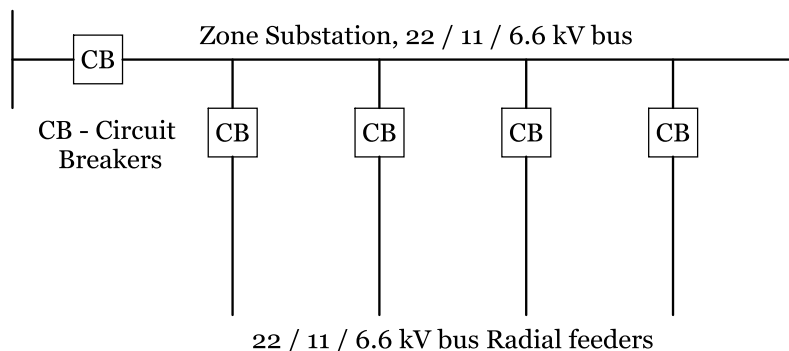 Zone Substation, 22 / 11 / 6.6 kV bus
CB
CB - Circuit
Breakers
CB
CB
CB
CB
22 / 11 / 6.6 kV bus Radial feeders